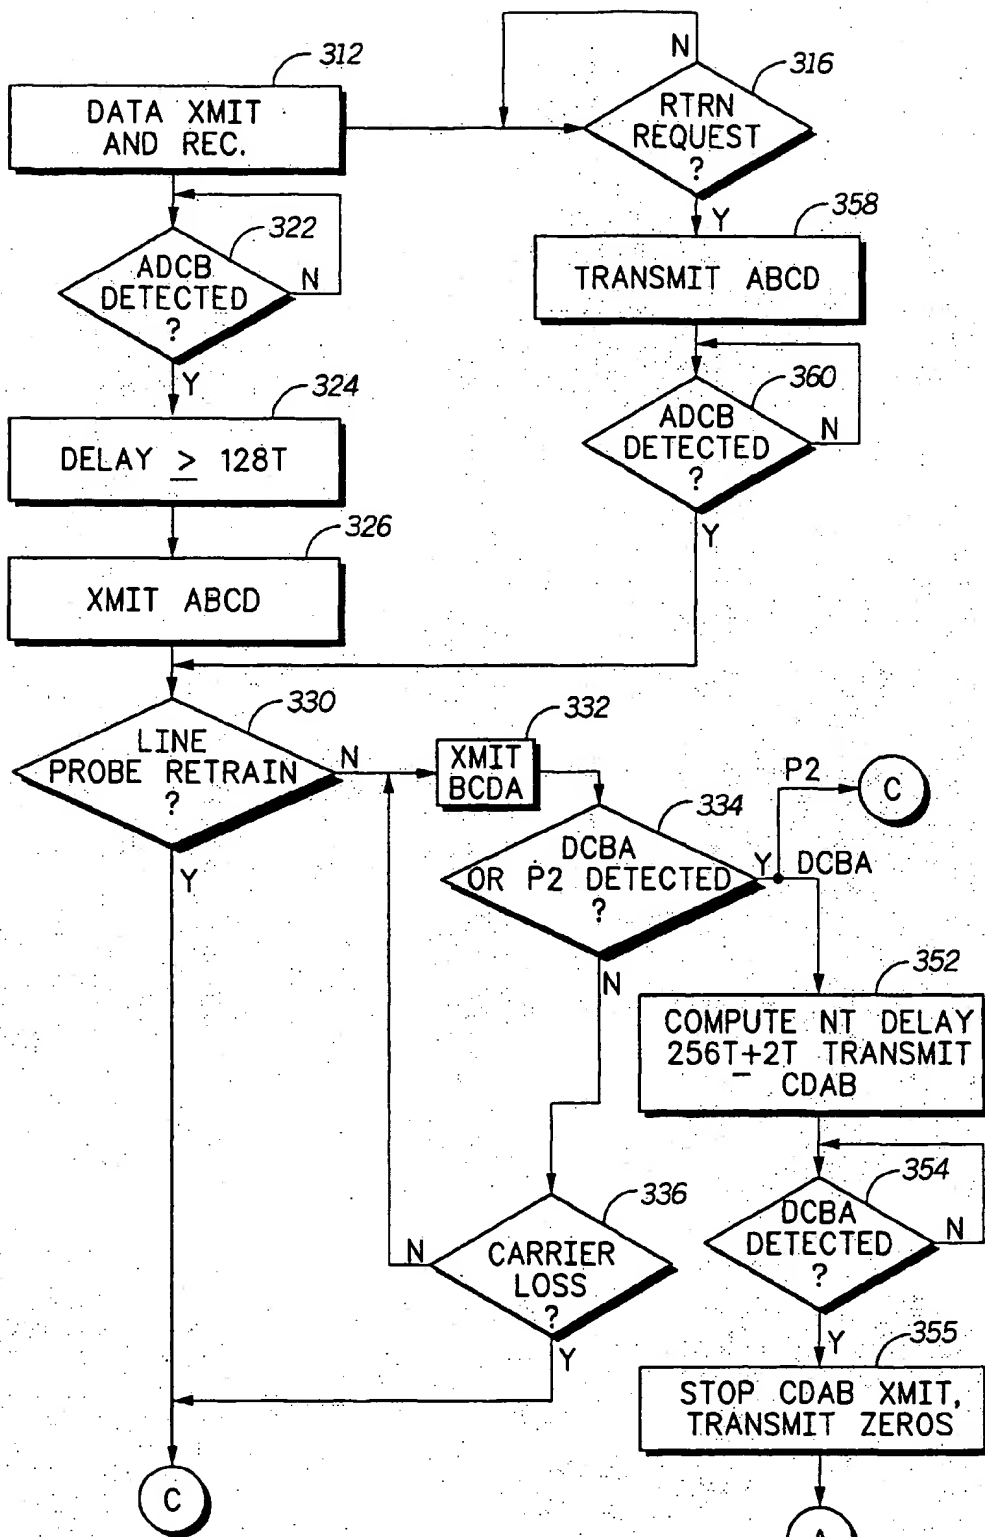 312
DATA XMIT
AND REC.
N
316
RTRN
REQUEST
?
Y
322
ADCB
DETECTED
?
N
Y
358
TRANSMIT ABCD
360
ADCB
DETECTED
?
N
Y
324
DELAY ≥ 128T
326
XMIT ABCD
330
LINE
PROBE RETRAIN
?
N
Y
332
XMIT
BCDA
334
DCBA
OR P2 DETECTED
?
Y
P2
C
DCBA
N
352
COMPUTE NT DELAY
256T±2T TRANSMIT
CDAB
336
CARRIER
LOSS
?
N
Y
354
DCBA
DETECTED
?
N
Y
355
STOP CDAB XMIT,
TRANSMIT ZEROS
C
A